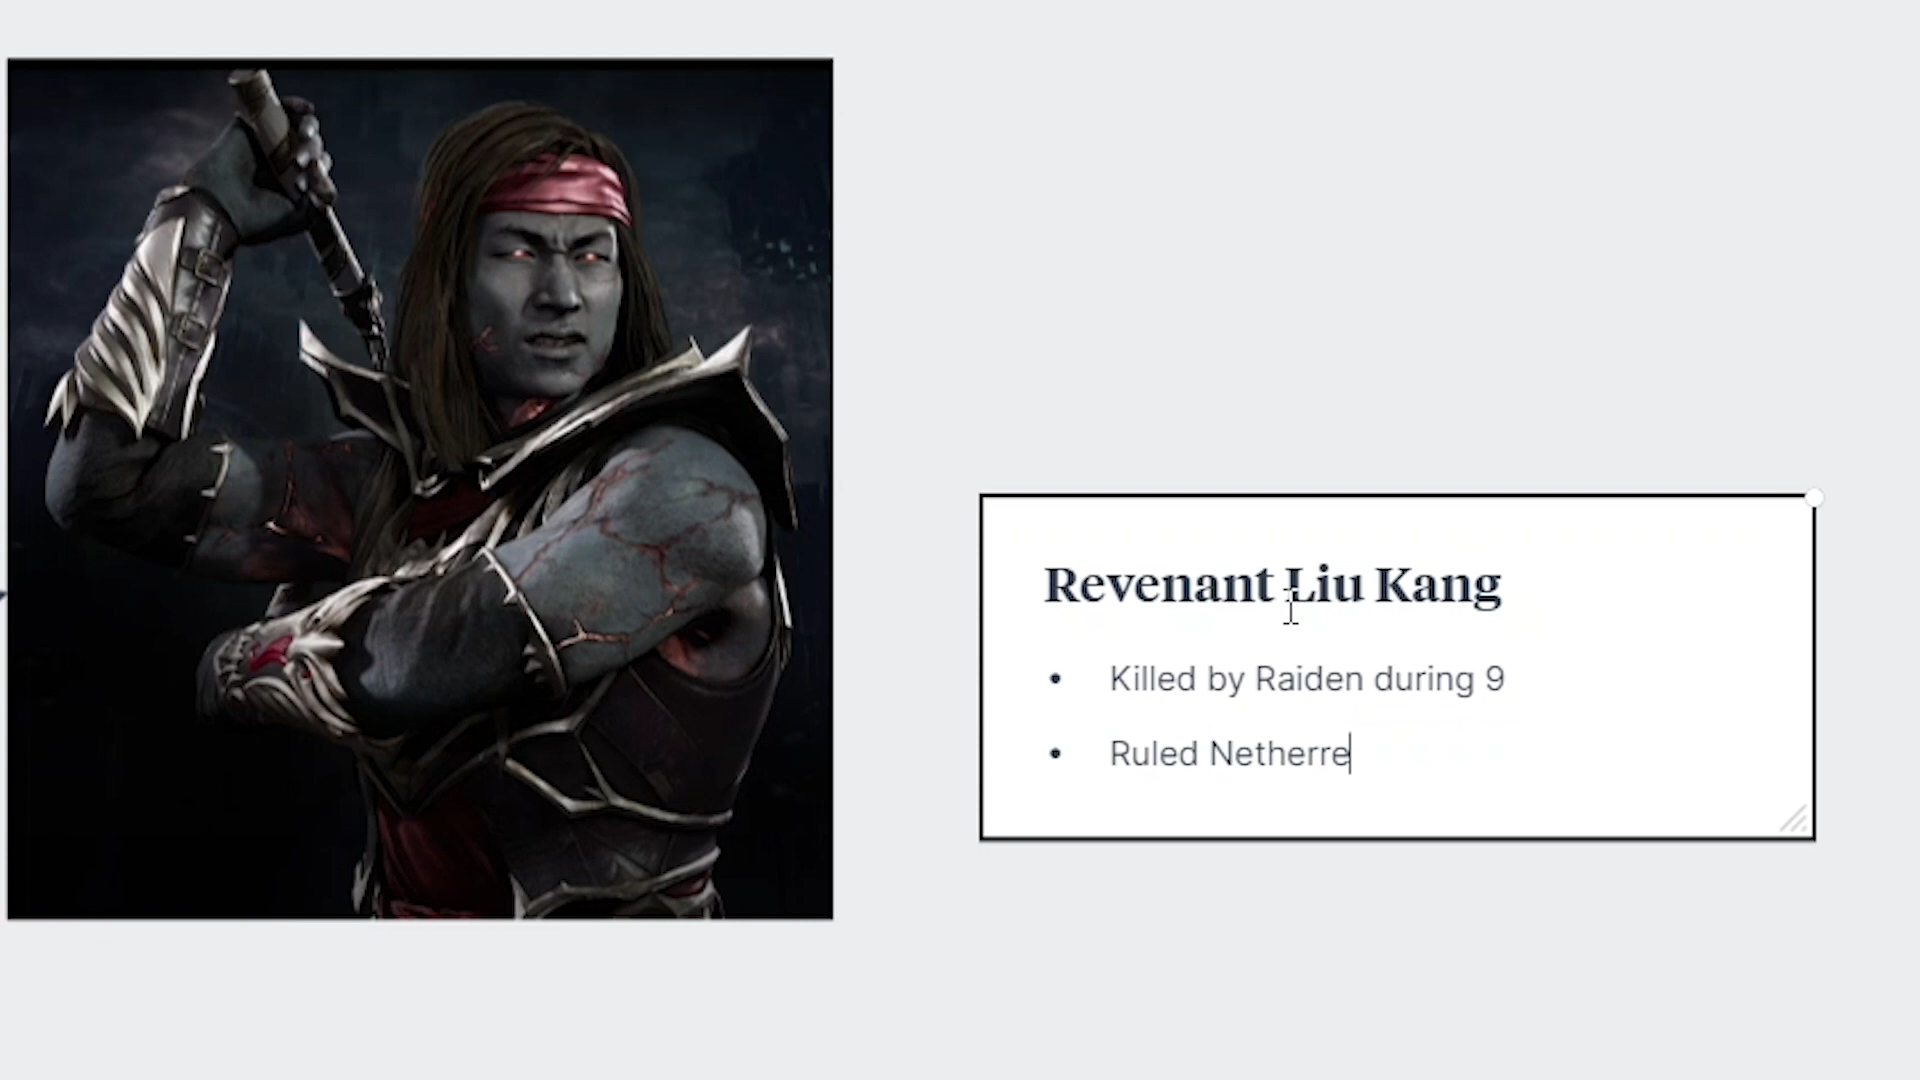 Revenant Liu Kang
• Killed by Raiden during 9
• Ruled Netherre